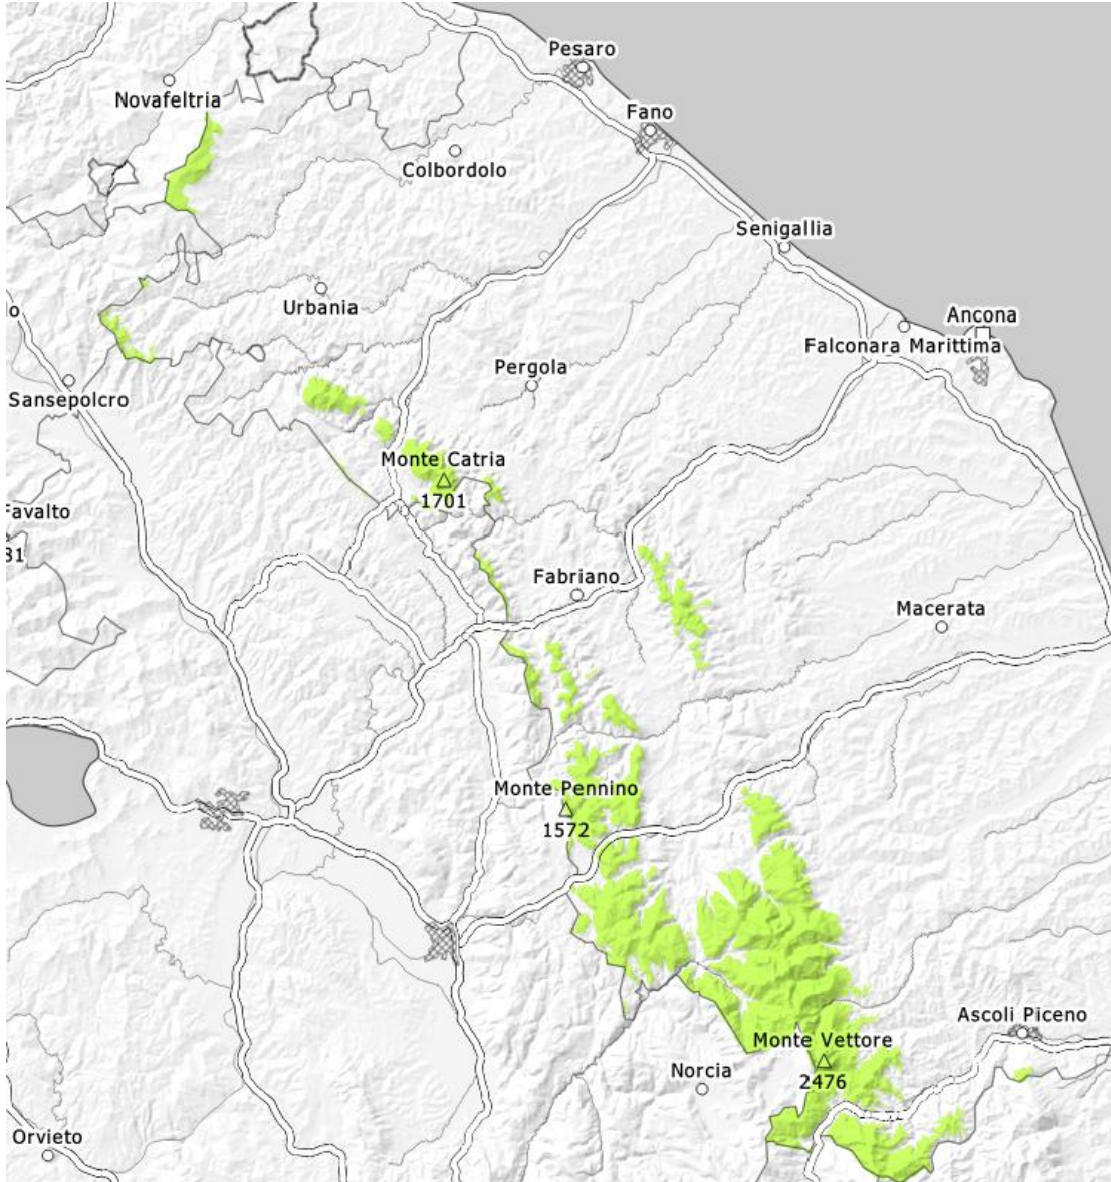 Pesaro
Novafeltria
Fano
Colbordolo
Senigallia
Urbania
o
Ancona
Falconara Marittima
Pergola
Sansepolcro
Monte Catria
1701
Favalto
31
Fabriano
Macerata
Monte Pennino
1572
Ascoli Piceno
Monte Vettore
Norcia
2476
Orvieto